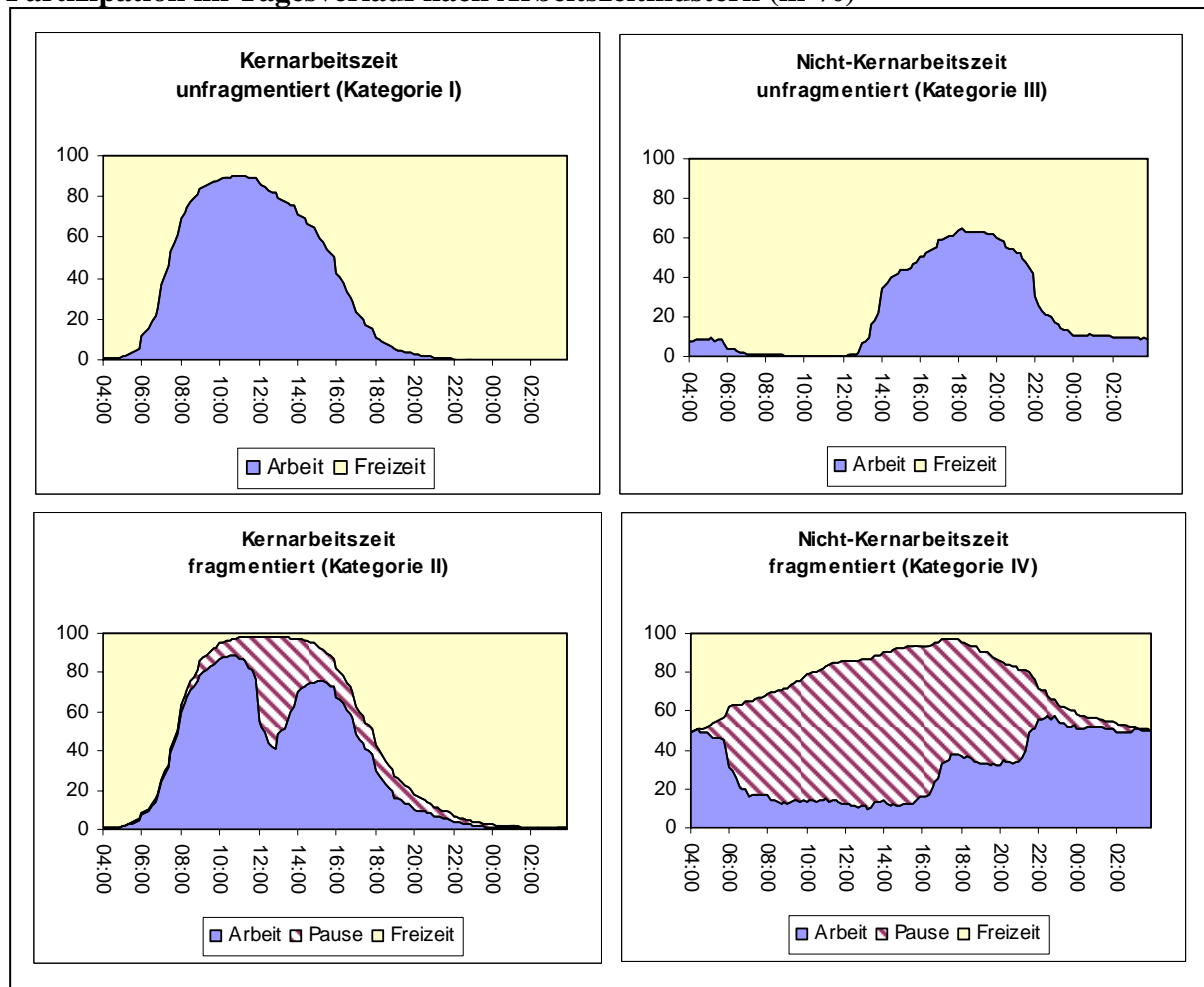 Partizipation im Tagesverlauf nach Arbeitszeitmustern (in %)
Kernarbeitszeit
unfragmentiert (Kategorie I)
100
80
60
40
20
0
04:00 06:00 08:00 10:00 12:00 14:00 16:00 18:00 20:00 22:00 00:00 02:00
Arbeit Freizeit
Nicht-Kernarbeitszeit
unfragmentiert (Kategorie III)
100
80
60
40
20
0
04:00 06:00 08:00 10:00 12:00 14:00 16:00 18:00 20:00 22:00 00:00 02:00
Arbeit Freizeit
Kernarbeitszeit
fragmentiert (Kategorie II)
100
80
60
40
20
0
04:00 06:00 08:00 10:00 12:00 14:00 16:00 18:00 20:00 22:00 00:00 02:00
Arbeit Pause Freizeit
Nicht-Kernarbeitszeit
fragmentiert (Kategorie IV)
100
80
60
40
20
0
04:00 06:00 08:00 10:00 12:00 14:00 16:00 18:00 20:00 22:00 00:00 02:00
Arbeit Pause Freizeit